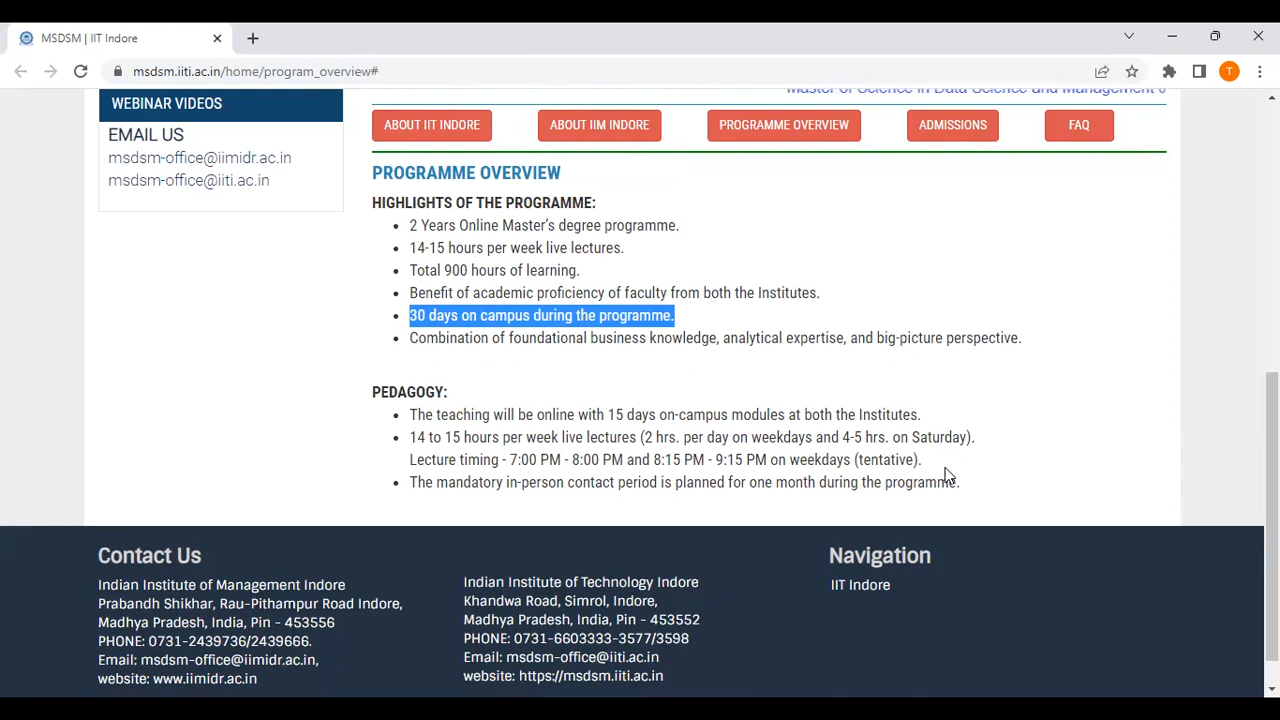 MSDSM | IIT Indore
msdsm.iiti.ac.in/home/program_overview#
T
WEBINAR VIDEOS
EMAIL US
msdsm-office@iimidr.ac.in
msdsm-office@iiti.ac.in
Master of Science in Data Science and Management
ABOUT IIT INDORE
ABOUT IIM INDORE
PROGRAMME OVERVIEW
ADMISSIONS
FAQ
PROGRAMME OVERVIEW
HIGHLIGHTS OF THE PROGRAMME:
• 2 Years Online Master's degree programme.
• 14-15 hours per week live lectures.
• Total 900 hours of learning.
• Benefit of academic proficiency of faculty from both the Institutes.
• 30 days on campus during the programme.
• Combination of foundational business knowledge, analytical expertise, and big-picture perspective.
PEDAGOGY:
• The teaching will be online with 15 days on-campus modules at both the Institutes.
• 14 to 15 hours per week live lectures (2 hrs. per day on weekdays and 4-5 hrs. on Saturday).
Lecture timing - 7:00 PM - 8:00 PM and 8:15 PM - 9:15 PM on weekdays (tentative).
• The mandatory in-person contact period is planned for one month during the programme.
Contact Us
Indian Institute of Management Indore
Prabandh Shikhar, Rau-Pithampur Road Indore,
Madhya Pradesh, India, Pin - 453556
PHONE: 0731-2439736/2439666.
Email: msdsm-office@iimidr.ac.in,
website: www.iimidr.ac.in
Indian Institute of Technology Indore
Khandwa Road, Simrol, Indore,
Madhya Pradesh, India, Pin - 453552
PHONE: 0731-6603333-3577/3598
Email: msdsm-office@iiti.ac.in
website: https://msdsm.iiti.ac.in
Navigation
IIT Indore